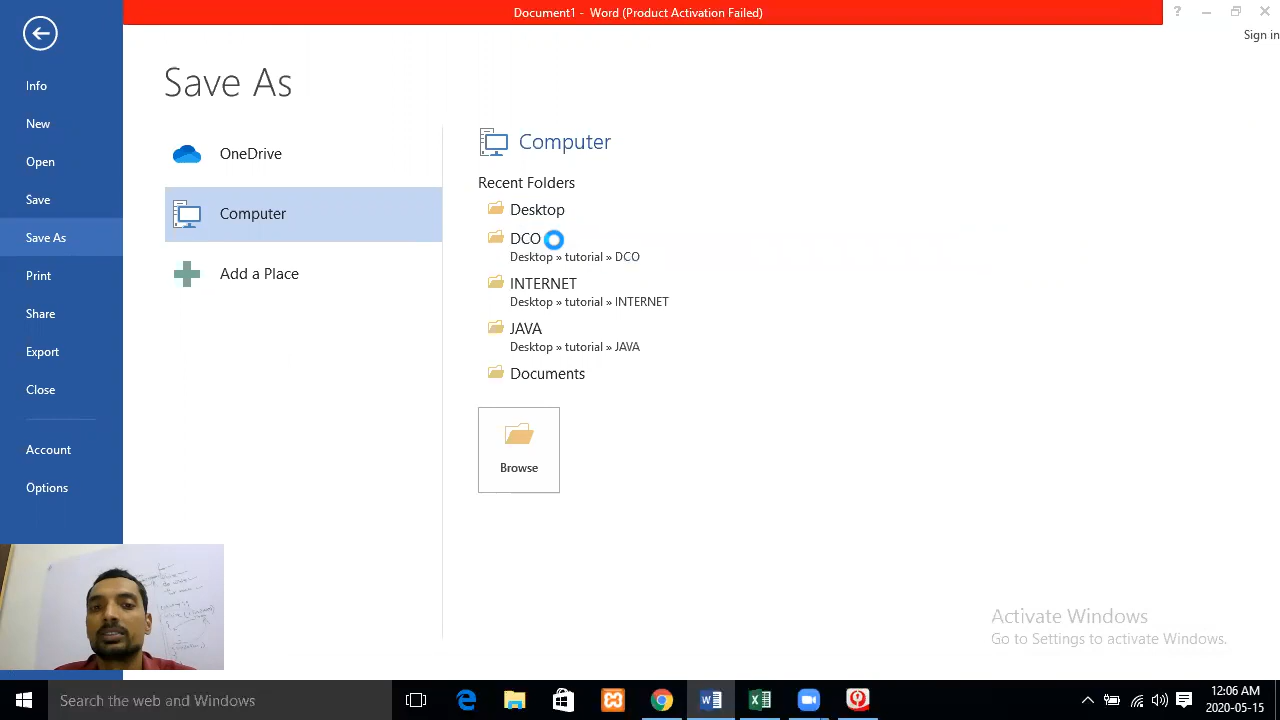 Document1 - Word (Product Activation Failed)
?
Sign in
Info
New
Open
Save
Save As
Print
Share
Export
Close
Account
Options
Save As
OneDrive
Computer
Add a Place
Computer
Recent Folders
Desktop
DCO
Desktop » tutorial » DCO
INTERNET
Desktop » tutorial » INTERNET
JAVA
Desktop » tutorial » JAVA
Documents
Browse
Activate Windows
Go to Settings to activate Windows.
Search the web and Windows
12:06 AM
2020-05-15